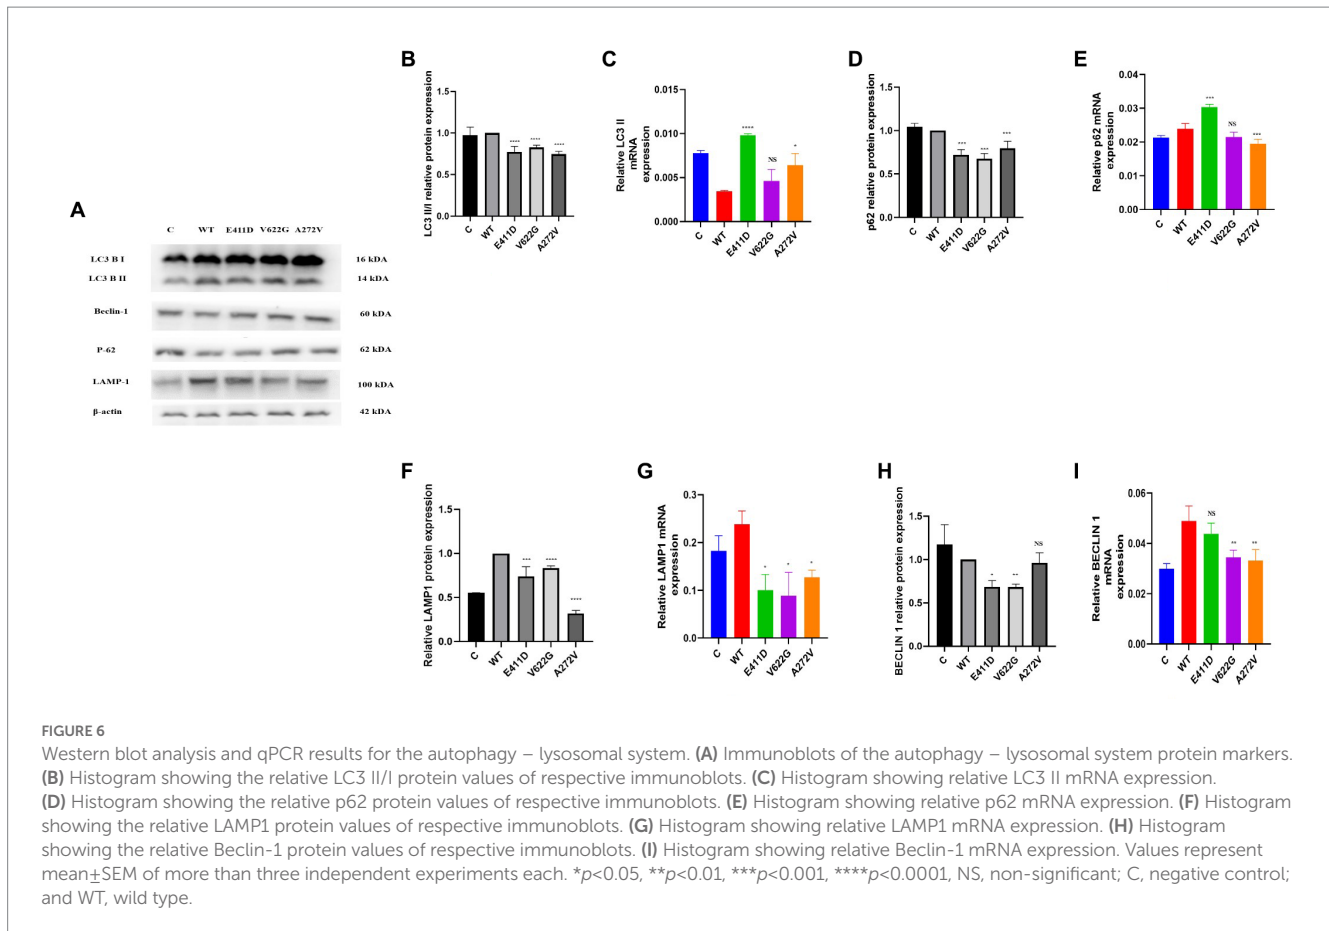 B
LC3 II/I relative protein expression
1.5
1.0
0.5
0.0
**** **** ****
C WT E411D V622G A272V
C
Relative LC3 II
mRNA
expression
0.015
0.010
0.005
0.000
**** NS *
C WT E411D V622G A272V
D
p62 relative protein expression
1.5
1.0
0.5
0.0
*** *** ***
C WT E411D V622G A272V
E
Relative p62 mRNA
expression
0.04
0.03
0.02
0.01
0.00
*** NS ***
C WT E411D V622G A272V
A
C WT E411D V622G A272V
LC3 B I 16 kDA
LC3 B II 14 kDA
Beclin-1 60 kDA
P-62 62 kDA
LAMP-1 100 kDA
β-actin 42 kDA
F
Relative LAMP1 protein expression
1.5
1.0
0.5
0.0
*** **** ****
C WT E411D V622G A272V
G
Relative LAMP1 mRNA
expression
0.3
0.2
0.1
0.0
* * *
C WT E411D V622G A272V
H
BECLIN 1 relative protein expression
2.0
1.5
1.0
0.5
0.0
* ** NS
C WT E411D V622G A272V
I
Relative BECLIN 1
mRNA
expression
0.06
0.04
0.02
0.00
NS ** **
C WT E411D V622G A272V
FIGURE 6
Western blot analysis and qPCR results for the autophagy – lysosomal system. (A) Immunoblots of the autophagy – lysosomal system protein markers.
(B) Histogram showing the relative LC3 II/I protein values of respective immunoblots. (C) Histogram showing relative LC3 II mRNA expression.
(D) Histogram showing the relative p62 protein values of respective immunoblots. (E) Histogram showing relative p62 mRNA expression. (F) Histogram
showing the relative LAMP1 protein values of respective immunoblots. (G) Histogram showing relative LAMP1 mRNA expression. (H) Histogram
showing the relative Beclin-1 protein values of respective immunoblots. (I) Histogram showing relative Beclin-1 mRNA expression. Values represent
mean±SEM of more than three independent experiments each. *p<0.05, **p<0.01, ***p<0.001, ****p<0.0001, NS, non-significant; C, negative control;
and WT, wild type.